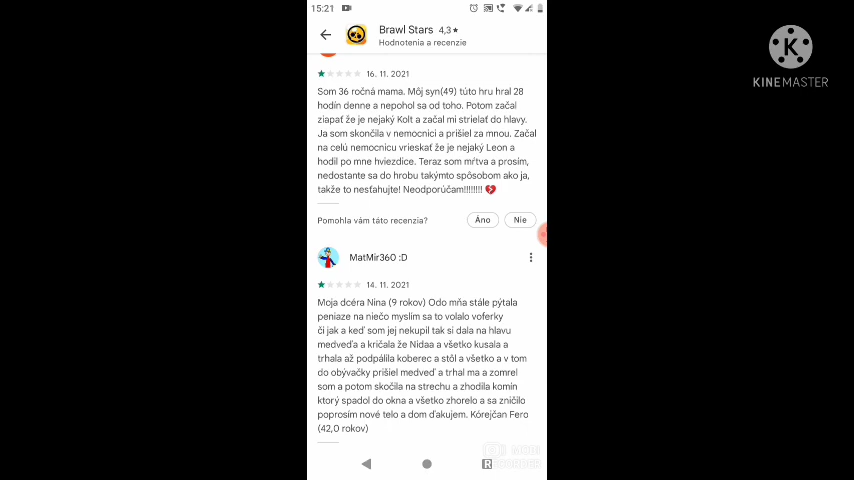 15:21
Brawl Stars 4,3★
Hodnotenia a recenzie
K
KINEMASTER
16. 11. 2021
Som 36 ročná mama. Môj syn(49) túto hru hral 28
hodín denne a nepohol sa od toho. Potom začal
ziapať že je nejaký Kolt a začal mi strielať do hlavy.
Ja som skončila v nemocnici a prišiel za mnou. Začal
na celú nemocnicu vrieskať že je nejaký Leon a
hodil po mne hviezdice. Teraz som mŕtva a prosím,
nedostante sa do hrobu takýmto spôsobom ako ja,
takže to nesťahujte! Neodporúčam!!!!!!!! 💔
Pomohla vám táto recenzia?
Áno
Nie
MatMir360 :D
14. 11. 2021
Moja dcéra Nina (9 rokov) Odo mňa stále pýtala
peniaze na niečo myslím sa to volalo voferky
či jak a keď som jej nekupil tak si dala na hlavu
medveďa a kričala že Nidaa a všetko kusala a
trhala až podpálila koberec a stôl a všetko a v tom
do obývačky prišiel medveď a trhal ma a zomrel
som a potom skočila na strechu a zhodila komín
ktorý spadol do okna a všetko zhorelo a sa zničilo
poprosím nové telo a dom ďakujem. Kórejčan Fero
(42,0 rokov)
RECORDER